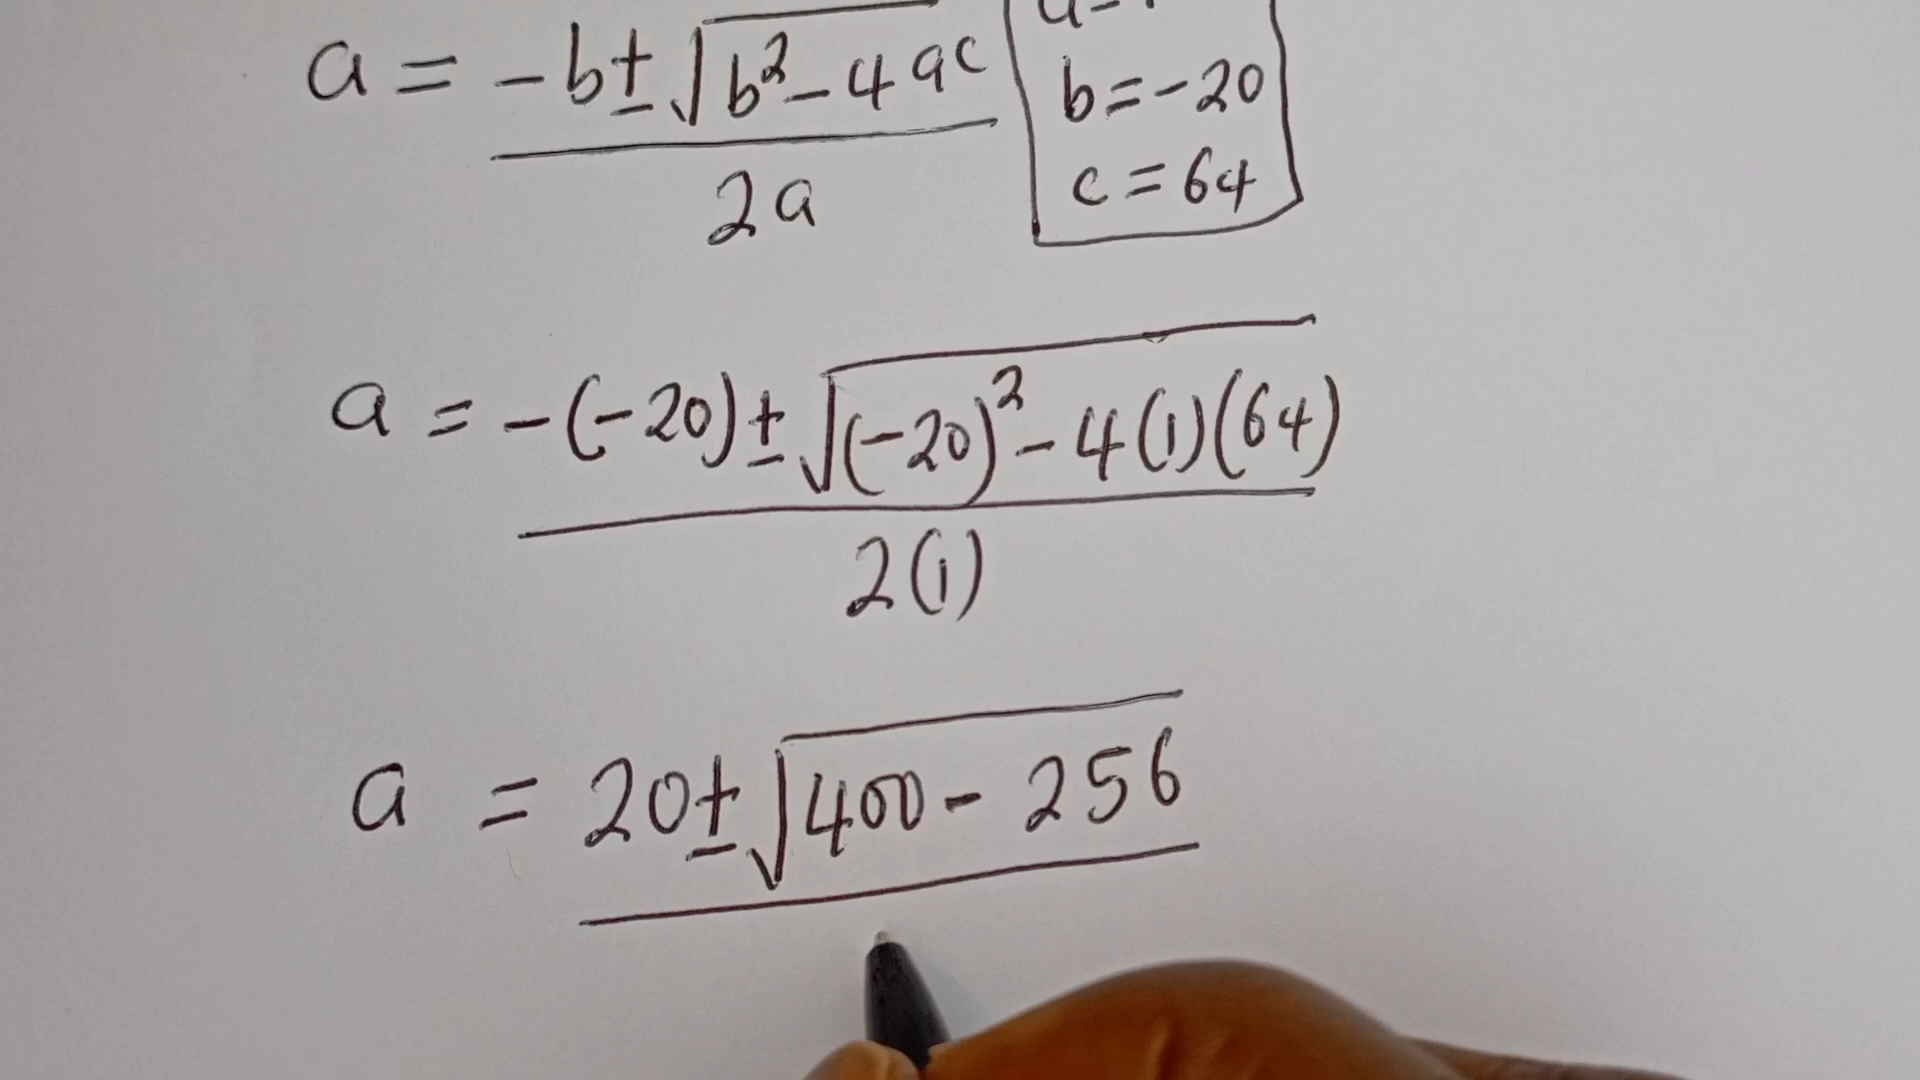 a = -b ± √(b² - 4ac) / 2a
b = -20
c = 64
a = -(-20) ± √((-20)² - 4(1)(64)) / 2(1)
a = 20 ± √(400 - 256)